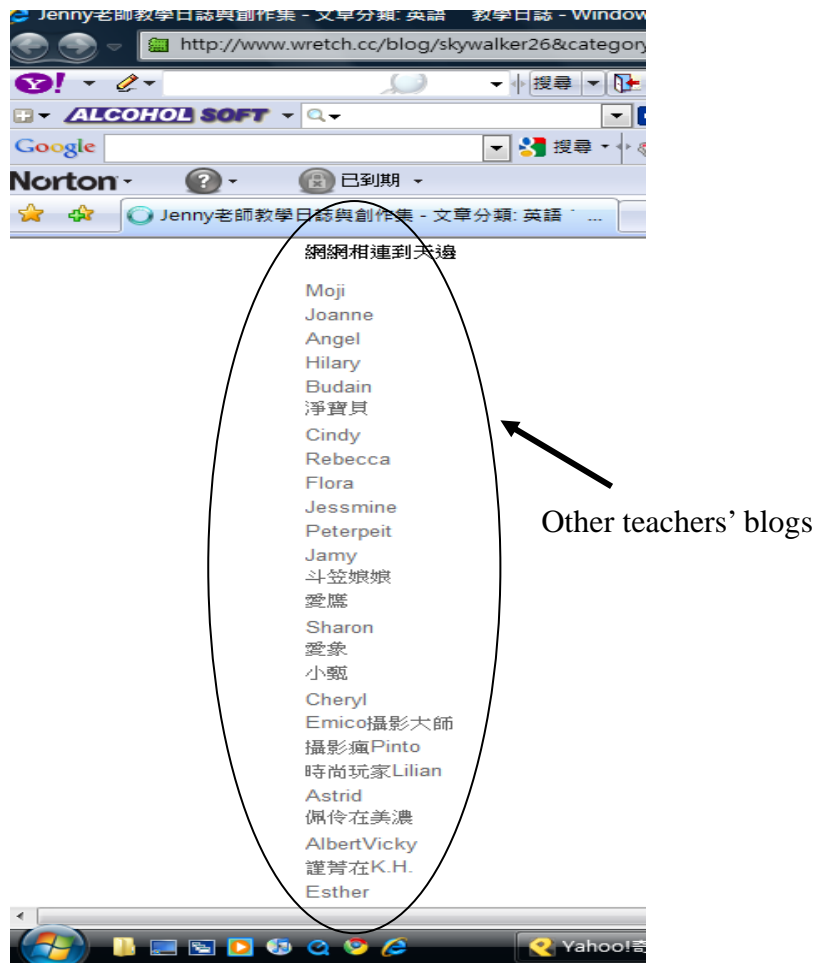 Jenny老師教學日誌與創作集 - 文章分類: 英語 教學日誌 - Window
http://www.wretch.cc/blog/skywalker26&category
Y!
搜尋
ALCOHOL SOFT
Google
搜尋
Norton
已到期
Jenny老師教學日誌與創作集 - 文章分類: 英語 ...
網網相連到天邊
Moji
Joanne
Angel
Hilary
Budain
淨寶貝
Cindy
Rebecca
Flora
Jessmine
Peterpeit
Jamy
斗笠娘娘
Sharon
愛象
小甄
Cheryl
Emico攝影大師
攝影瘋Pinto
時尚玩家Lilian
Astrid
佩伶在美濃
AlbertVicky
謹菁在K.H.
Esther
Other teachers’ blogs
Yahoo!奇